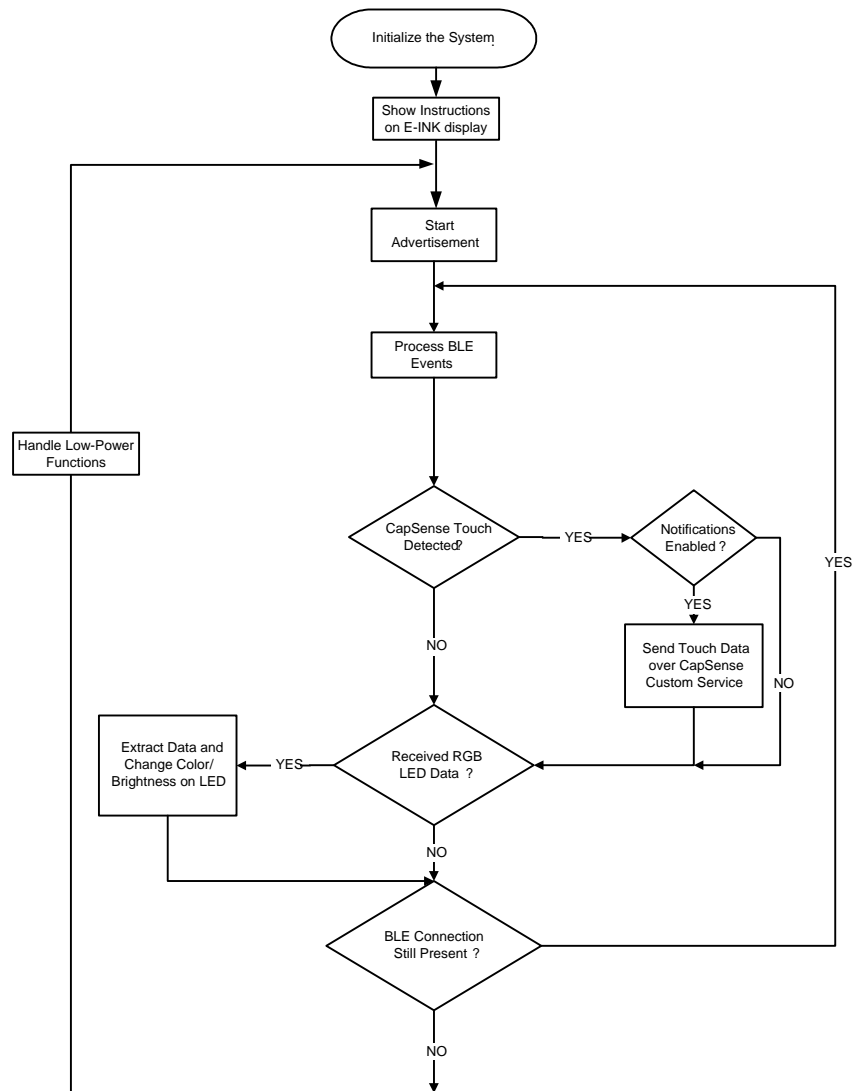 Initialize the System.
Show Instructions
on E-INK display
Start
Advertisement
Process BLE
Events
Handle Low-Power
Functions
CapSense Touch
Detected?
YES
Notifications
Enabled ?
YES
YES
NO
Send Touch Data
over CapSense
Custom Service
NO
Extract Data and
Change Color/
Brightness on LED
YES
Received RGB
LED Data ?
NO
BLE Connection
Still Present ?
NO